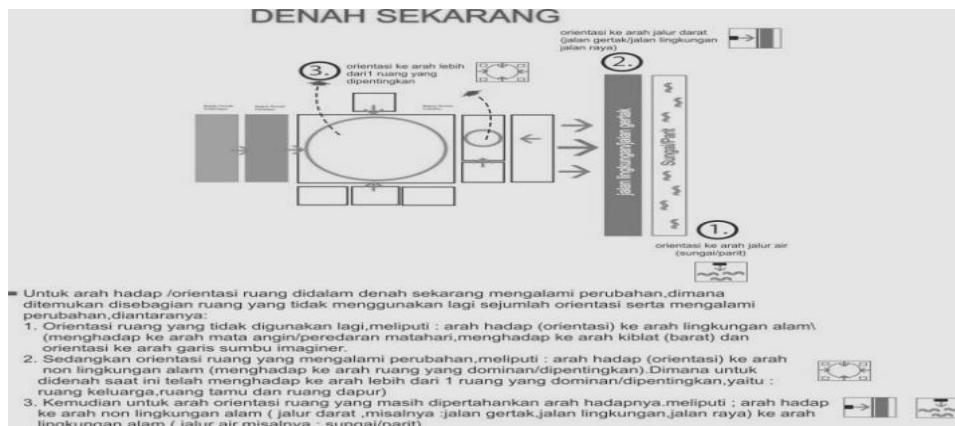 DENAH SEKARANG
orientasi ke arah jalur darat
(jalan gertak/jalan lingkungan
jalan raya)
3.
orientasi ke arah lebih
dari1 ruang yang
dipentingkan
2.
jalan lingkungan/jalan gertak
Sungai/Parit
1.
orientasi ke arah jalur air
(sungai/parit)
Untuk arah hadap /orientasi ruang didalam denah sekarang mengalami perubahan,dimana
ditemukan disebagian ruang yang tidak menggunakan lagi sejumlah orientasi serta mengalami
perubahan,diantaranya:
1. Orientasi ruang yang tidak digunakan lagi,meliputi : arah hadap (orientasi) ke arah lingkungan alam\
(menghadap ke arah mata angin/peredaran matahari,menghadap ke arah kiblat (barat) dan
orientasi ke arah garis sumbu imaginer.
2. Sedangkan orientasi ruang yang mengalami perubahan,meliputi : arah hadap (orientasi) ke arah
non lingkungan alam (menghadap ke arah ruang yang dominan/dipentingkan).Dimana untuk
didenah saat ini telah menghadap ke arah lebih dari 1 ruang yang dominan/dipentingkan,yaitu :
ruang keluarga,ruang tamu dan ruang dapur)
3. Kemudian untuk arah orientasi ruang yang masih dipertahankan arah hadapnya.meliputi ; arah hadap
ke arah non lingkungan alam ( jalur darat ,misalnya :jalan gertak,jalan lingkungan,jalan raya) ke arah
lingkungan alam ( jalur air,misalnya : sungai/parit)